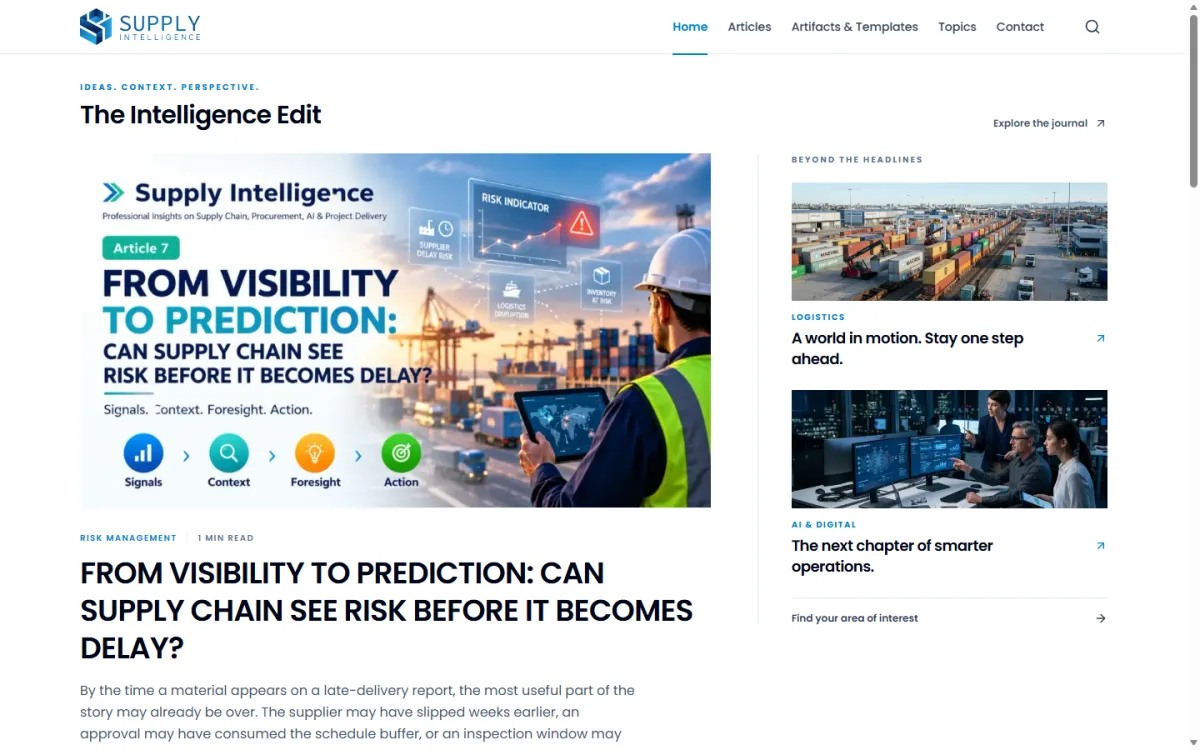 SUPPLY
INTELLIGENCE
Home
Articles
Artifacts & Templates
Topics
Contact
IDEAS. CONTEXT. PERSPECTIVE.
The Intelligence Edit
Explore the journal
Supply Intelligence
Professional Insights on Supply Chain, Procurement, AI & Project Delivery
Article 7
FROM VISIBILITY
TO PREDICTION:
CAN SUPPLY CHAIN SEE
RISK BEFORE IT BECOMES DELAY?
Signals. Context. Foresight. Action.
Signals
Context
Foresight
Action
RISK INDICATOR
SUPPLIER
DELAY RISK
LOGISTICS
DISRUPTION
INVENTORY
AT RISK
RISK MANAGEMENT
1 MIN READ
FROM VISIBILITY TO PREDICTION: CAN
SUPPLY CHAIN SEE RISK BEFORE IT BECOMES
DELAY?
By the time a material appears on a late-delivery report, the most useful part of the
story may already be over. The supplier may have slipped weeks earlier, an
approval may have consumed the schedule buffer, or an inspection window may
BEYOND THE HEADLINES
LOGISTICS
A world in motion. Stay one step
ahead.
AI & DIGITAL
The next chapter of smarter
operations.
Find your area of interest